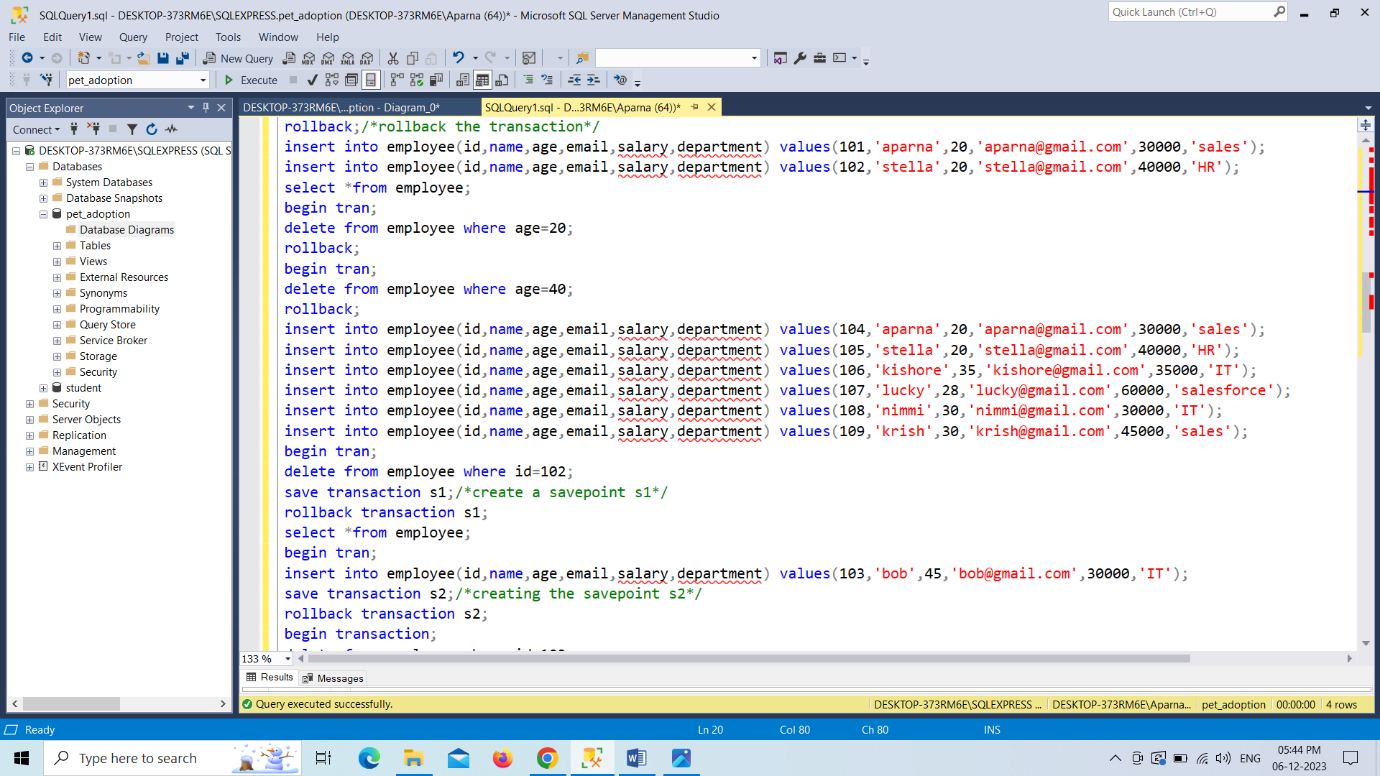 SQLQuery1.sql - DESKTOP-373RM6E\SQLEXPRESS.pet_adoption (DESKTOP-373RM6E\Aparna (64))* - Microsoft SQL Server Management Studio
Quick Launch (Ctrl+Q)
File Edit View Query Project Tools Window Help
New Query
pet_adoption Execute
Object Explorer
DESKTOP-373RM6E\...ption - Diagram_0* SQLQuery1.sql - D...3RM6E\Aparna (64))*
Connect
DESKTOP-373RM6E\SQLEXPRESS (SQL S
Databases
System Databases
Database Snapshots
pet_adoption
Database Diagrams
Tables
Views
External Resources
Synonyms
Programmability
Query Store
Service Broker
Storage
Security
student
Security
Server Objects
Replication
Management
XEvent Profiler
rollback;/*rollback the transaction*/
insert into employee(id,name,age,email,salary,department) values(101,'aparna',20,'aparna@gmail.com',30000,'sales');
insert into employee(id,name,age,email,salary,department) values(102,'stella',20,'stella@gmail.com',40000,'HR');
select *from employee;
begin tran;
delete from employee where age=20;
rollback;
begin tran;
delete from employee where age=40;
rollback;
insert into employee(id,name,age,email,salary,department) values(104,'aparna',20,'aparna@gmail.com',30000,'sales');
insert into employee(id,name,age,email,salary,department) values(105,'stella',20,'stella@gmail.com',40000,'HR');
insert into employee(id,name,age,email,salary,department) values(106,'kishore',35,'kishore@gmail.com',35000,'IT');
insert into employee(id,name,age,email,salary,department) values(107,'lucky',28,'lucky@gmail.com',60000,'salesforce');
insert into employee(id,name,age,email,salary,department) values(108,'nimmi',30,'nimmi@gmail.com',30000,'IT');
insert into employee(id,name,age,email,salary,department) values(109,'krish',30,'krish@gmail.com',45000,'sales');
begin tran;
delete from employee where id=102;
save transaction s1;/*create a savepoint s1*/
rollback transaction s1;
select *from employee;
begin tran;
insert into employee(id,name,age,email,salary,department) values(103,'bob',45,'bob@gmail.com',30000,'IT');
save transaction s2;/*creating the savepoint s2*/
rollback transaction s2;
begin transaction;
133 %
Results Messages
Query executed successfully. DESKTOP-373RM6E\SQLEXPRESS ... DESKTOP-373RM6E\Aparna... pet_adoption 00:00:00 4 rows
Ready Ln 20 Col 80 Ch 80 INS
Type here to search
ENG
05:44 PM
06-12-2023